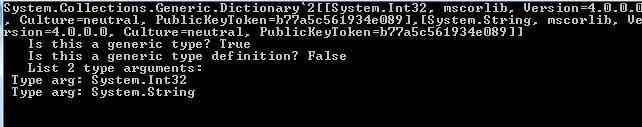 System.Collections.Generic.Dictionary`2[[System.Int32, mscorlib, Version=4.0.0.0
, Culture=neutral, PublicKeyToken=b77a5c561934e089],[System.String, mscorlib, Ve
rsion=4.0.0.0, Culture=neutral, PublicKeyToken=b77a5c561934e089]]
Is this a generic type? True
Is this a generic type definition? False
List 2 type arguments:
Type arg: System.Int32
Type arg: System.String